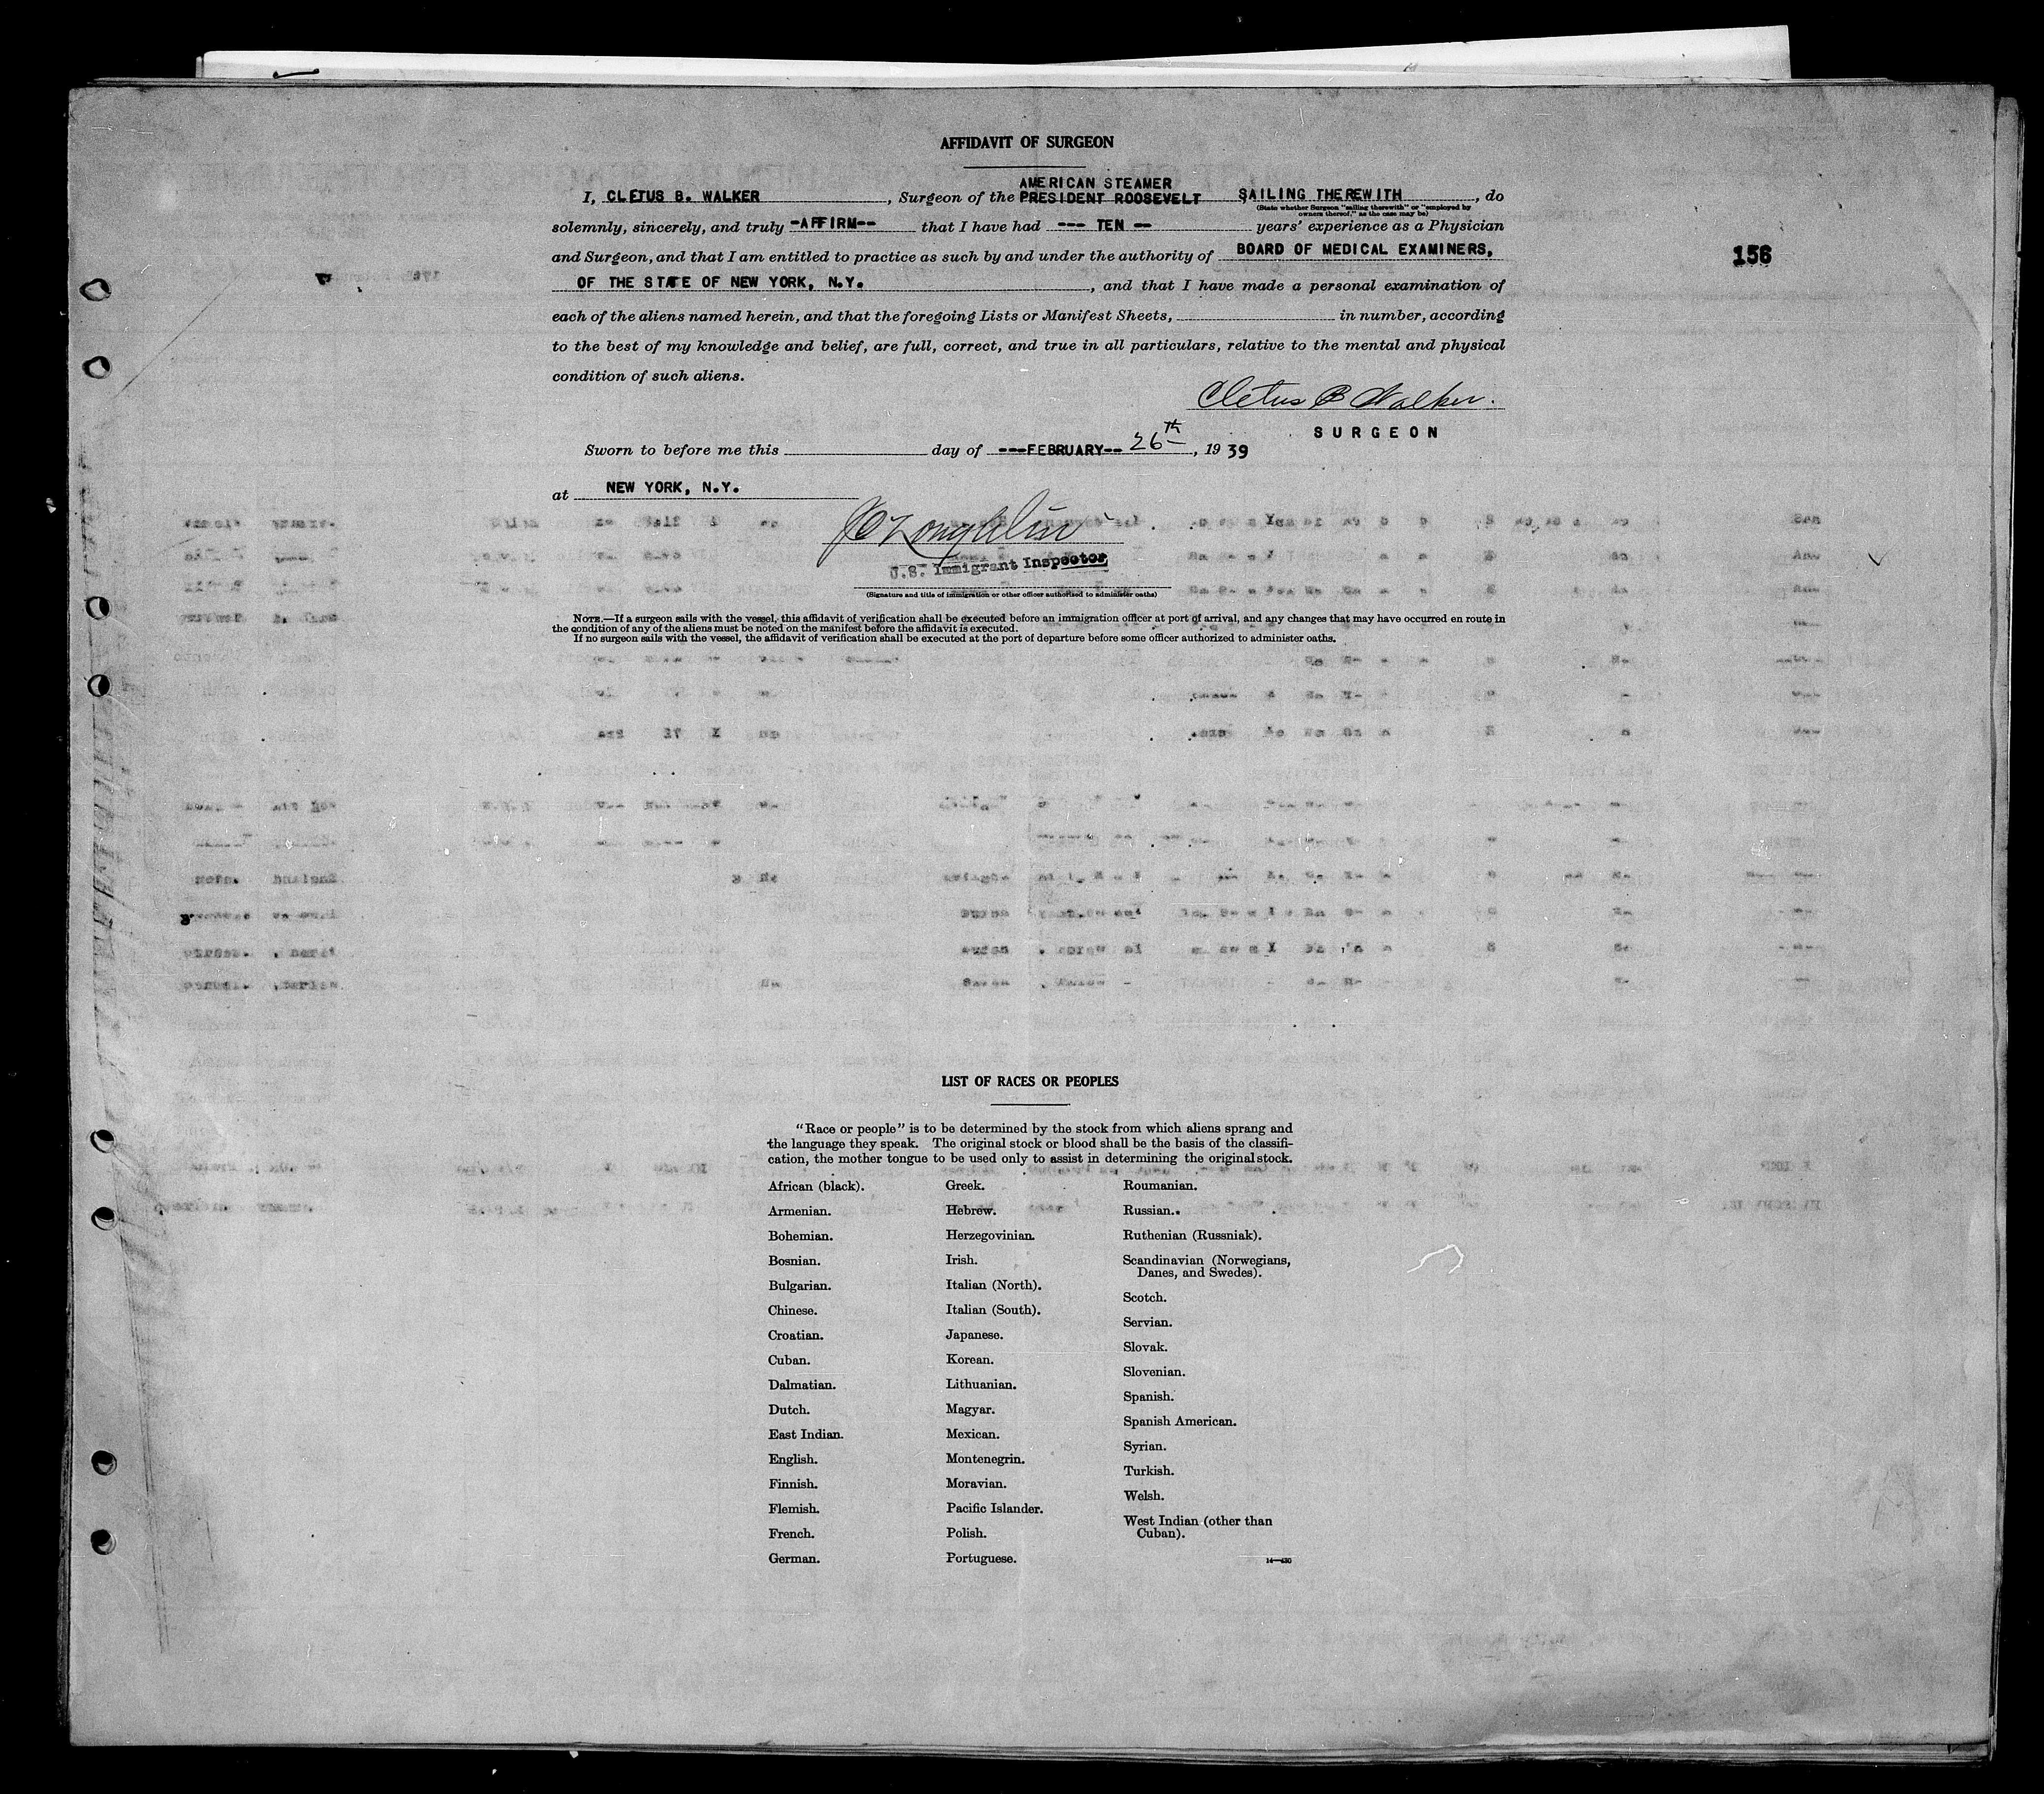 AFFIDAVIT OF SURGEON
AMERICAN STEAMER
I, CLETUS B. WALKER, Surgeon of the PRESIDENT ROOSEVELT SAILING THEREWITH, do
(State whether Surgeon "sailing therewith" or "employed by
owners thereof," as the case may be)
solemnly, sincerely, and truly -AFFIRM-- that I have had --- TEN -- years' experience as a Physician
and Surgeon, and that I am entitled to practice as such by and under the authority of BOARD OF MEDICAL EXAMINERS,
156
OF THE STATE OF NEW YORK, N.Y., and that I have made a personal examination of
each of the aliens named herein, and that the foregoing Lists or Manifest Sheets, in number, according
to the best of my knowledge and belief, are full, correct, and true in all particulars, relative to the mental and physical
condition of such aliens.
Cletus B Walker.
SURGEON
Sworn to before me this day of ---FEBRUARY-- 26th, 1939
at NEW YORK, N.Y.
U.S. Immigrant Inspector
(Signature and title of immigration or other officer authorized to administer oaths)
NOTE.—If a surgeon sails with the vessel, this affidavit of verification shall be executed before an immigration officer at port of arrival, and any changes that may have occurred en route in
the condition of any of the aliens must be noted on the manifest before the affidavit is executed.
If no surgeon sails with the vessel, the affidavit of verification shall be executed at the port of departure before some officer authorized to administer oaths.
LIST OF RACES OR PEOPLES
"Race or people" is to be determined by the stock from which aliens sprang and
the language they speak. The original stock or blood shall be the basis of the classifi-
cation, the mother tongue to be used only to assist in determining the original stock.
African (black).
Armenian.
Bohemian.
Bosnian.
Bulgarian.
Chinese.
Croatian.
Cuban.
Dalmatian.
Dutch.
East Indian.
English.
Finnish.
Flemish.
French.
German.
Greek.
Hebrew.
Herzegovinian.
Irish.
Italian (North).
Italian (South).
Japanese.
Korean.
Lithuanian.
Magyar.
Mexican.
Montenegrin.
Moravian.
Pacific Islander.
Polish.
Portuguese.
Roumanian.
Russian.
Ruthenian (Russniak).
Scandinavian (Norwegians,
Danes, and Swedes).
Scotch.
Servian.
Slovak.
Slovenian.
Spanish.
Spanish American.
Syrian.
Turkish.
Welsh.
West Indian (other than
Cuban).